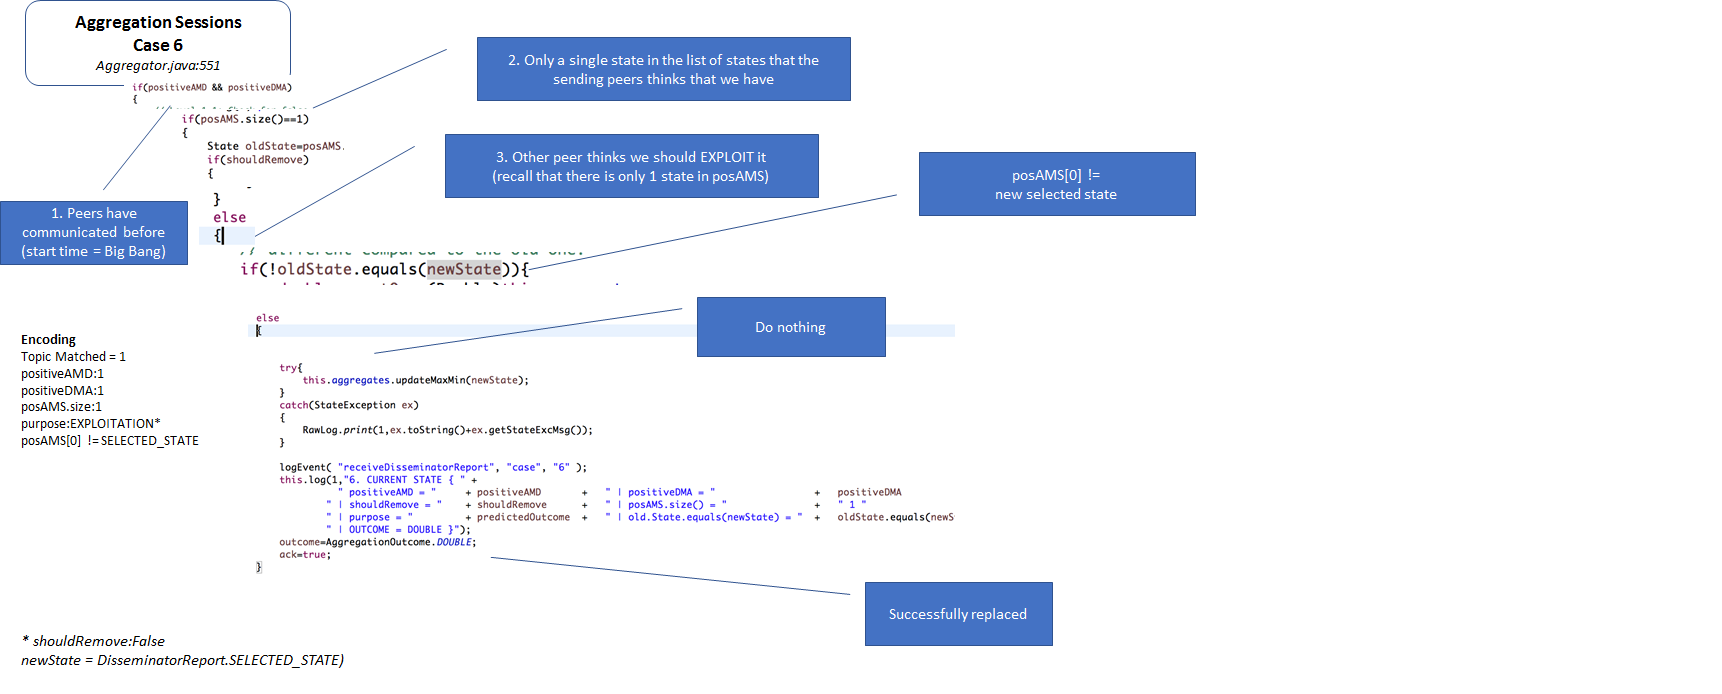 Aggregation Sessions
Case 6
Aggregator.java:551
if(positiveAMD && positiveDMA)
{
if(posAMS.size()==1)
{
State oldState=posAMS.
if(shouldRemove)
{
}
else
{
2. Only a single state in the list of states that the
sending peers thinks that we have
3. Other peer thinks we should EXPLOIT it
(recall that there is only 1 state in posAMS)
posAMS[0] !=
new selected state
1. Peers have
communicated before
(start time = Big Bang)
// different compared to the old one.
if(!oldState.equals(newState)){
else
{
Do nothing
Encoding
Topic Matched = 1
positiveAMD:1
positiveDMA:1
posAMS.size:1
purpose:EXPLOITATION*
posAMS[0] != SELECTED_STATE
try{
this.aggregates.updateMaxMin(newState);
}
catch(StateException ex)
{
RawLog.print(1,ex.toString()+ex.getStateExcMsg());
}
logEvent( "receiveDisseminatorReport", "case", "6" );
this.log(1,"6. CURRENT STATE { " +
" positiveAMD = " + positiveAMD + " | positiveDMA = " + positiveDMA
" | shouldRemove = " + shouldRemove + " | posAMS.size() = " + " 1 "
" | purpose = " + predictedOutcome + " | old.State.equals(newState) = " + oldState.equals(newS
" | OUTCOME = DOUBLE }");
outcome=AggregationOutcome.DOUBLE;
ack=true;
}
Successfully replaced
* shouldRemove:False
newState = DisseminatorReport.SELECTED_STATE)